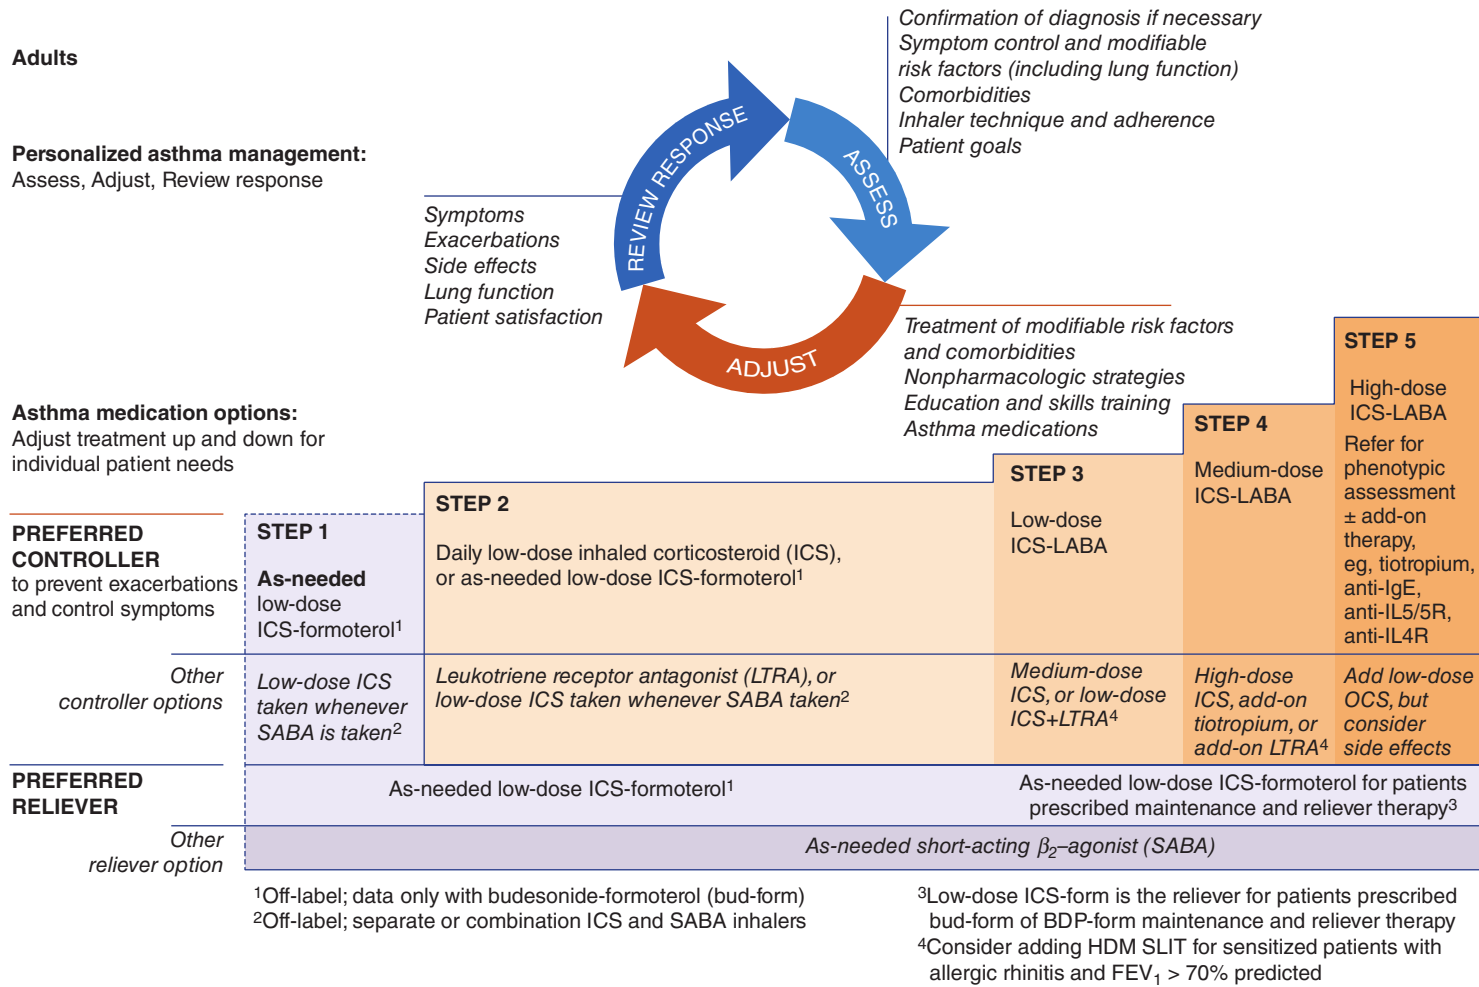 Adults
Personalized asthma management:
Assess, Adjust, Review response
REVIEW RESPONSE
ASSESS
ADJUST
Confirmation of diagnosis if necessary
Symptom control and modifiable
risk factors (including lung function)
Comorbidities
Inhaler technique and adherence
Patient goals
Symptoms
Exacerbations
Side effects
Lung function
Patient satisfaction
Treatment of modifiable risk factors
and comorbidities
Nonpharmacologic strategies
Education and skills training
Asthma medications
Asthma medication options:
Adjust treatment up and down for
individual patient needs
PREFERRED
CONTROLLER
to prevent exacerbations
and control symptoms
STEP 1
As-needed
low-dose
ICS-formoterol¹
STEP 2
Daily low-dose inhaled corticosteroid (ICS),
or as-needed low-dose ICS-formoterol¹
STEP 3
Low-dose
ICS-LABA
STEP 4
Medium-dose
ICS-LABA
STEP 5
High-dose
ICS-LABA
Refer for
phenotypic
assessment
± add-on
therapy,
eg, tiotropium,
anti-IgE,
anti-IL5/5R,
anti-IL4R
Other
controller options
Low-dose ICS
taken whenever
SABA is taken²
Leukotriene receptor antagonist (LTRA), or
low-dose ICS taken whenever SABA taken²
Medium-dose
ICS, or low-dose
ICS+LTRA⁴
High-dose
ICS, add-on
tiotropium, or
add-on LTRA⁴
Add low-dose
OCS, but
consider
side effects
PREFERRED
RELIEVER
As-needed low-dose ICS-formoterol¹
As-needed low-dose ICS-formoterol for patients
prescribed maintenance and reliever therapy³
Other
reliever option
As-needed short-acting β₂–agonist (SABA)
¹Off-label; data only with budesonide-formoterol (bud-form)
²Off-label; separate or combination ICS and SABA inhalers
³Low-dose ICS-form is the reliever for patients prescribed
bud-form of BDP-form maintenance and reliever therapy
⁴Consider adding HDM SLIT for sensitized patients with
allergic rhinitis and FEV₁ > 70% predicted